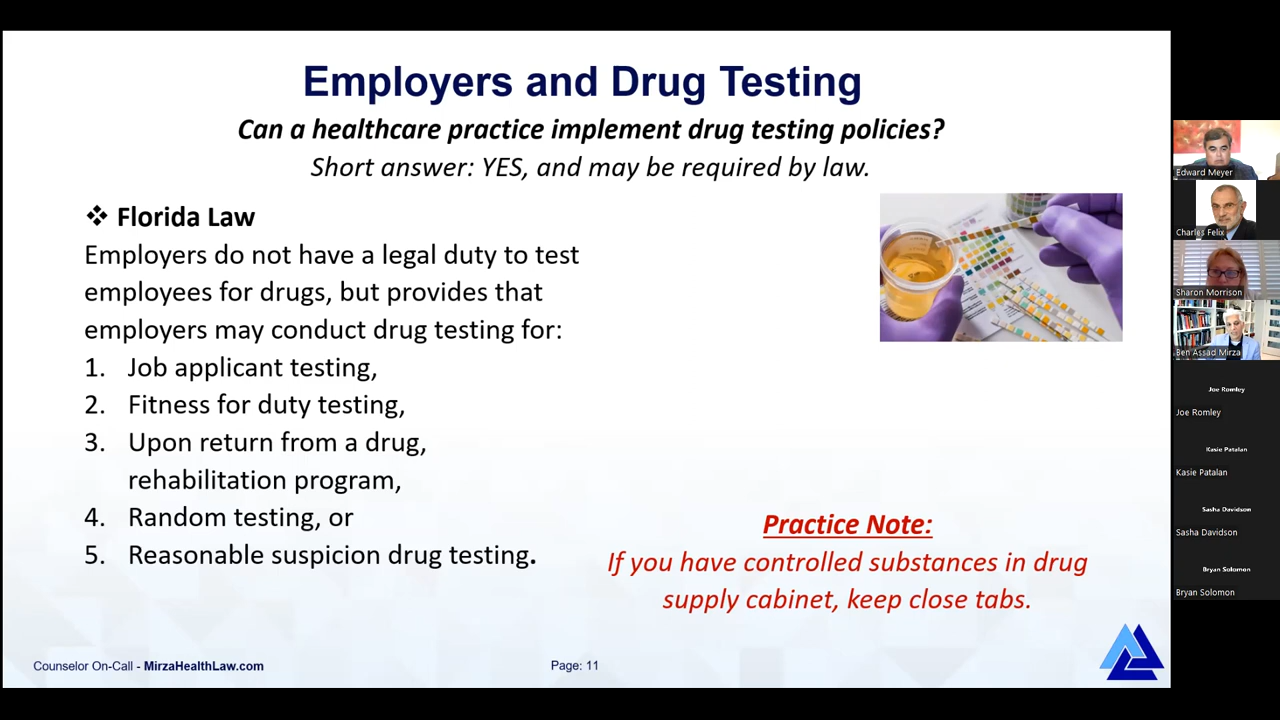 Employers and Drug Testing
Can a healthcare practice implement drug testing policies?
Short answer: YES, and may be required by law.
❖ Florida Law
Employers do not have a legal duty to test
employees for drugs, but provides that
employers may conduct drug testing for:
1. Job applicant testing,
2. Fitness for duty testing,
3. Upon return from a drug,
rehabilitation program,
4. Random testing, or
5. Reasonable suspicion drug testing.
Practice Note:
If you have controlled substances in drug
supply cabinet, keep close tabs.
Counselor On-Call - MirzaHealthLaw.com
Page: 11
Edward Meyer
Charles Felix
Sharon Morrison
Ben Assad Mirza
Joe Romley
Joe Romley
Kasie Patalan
Kasie Patalan
Sasha Davidson
Sasha Davidson
Bryan Solomon
Bryan Solomon